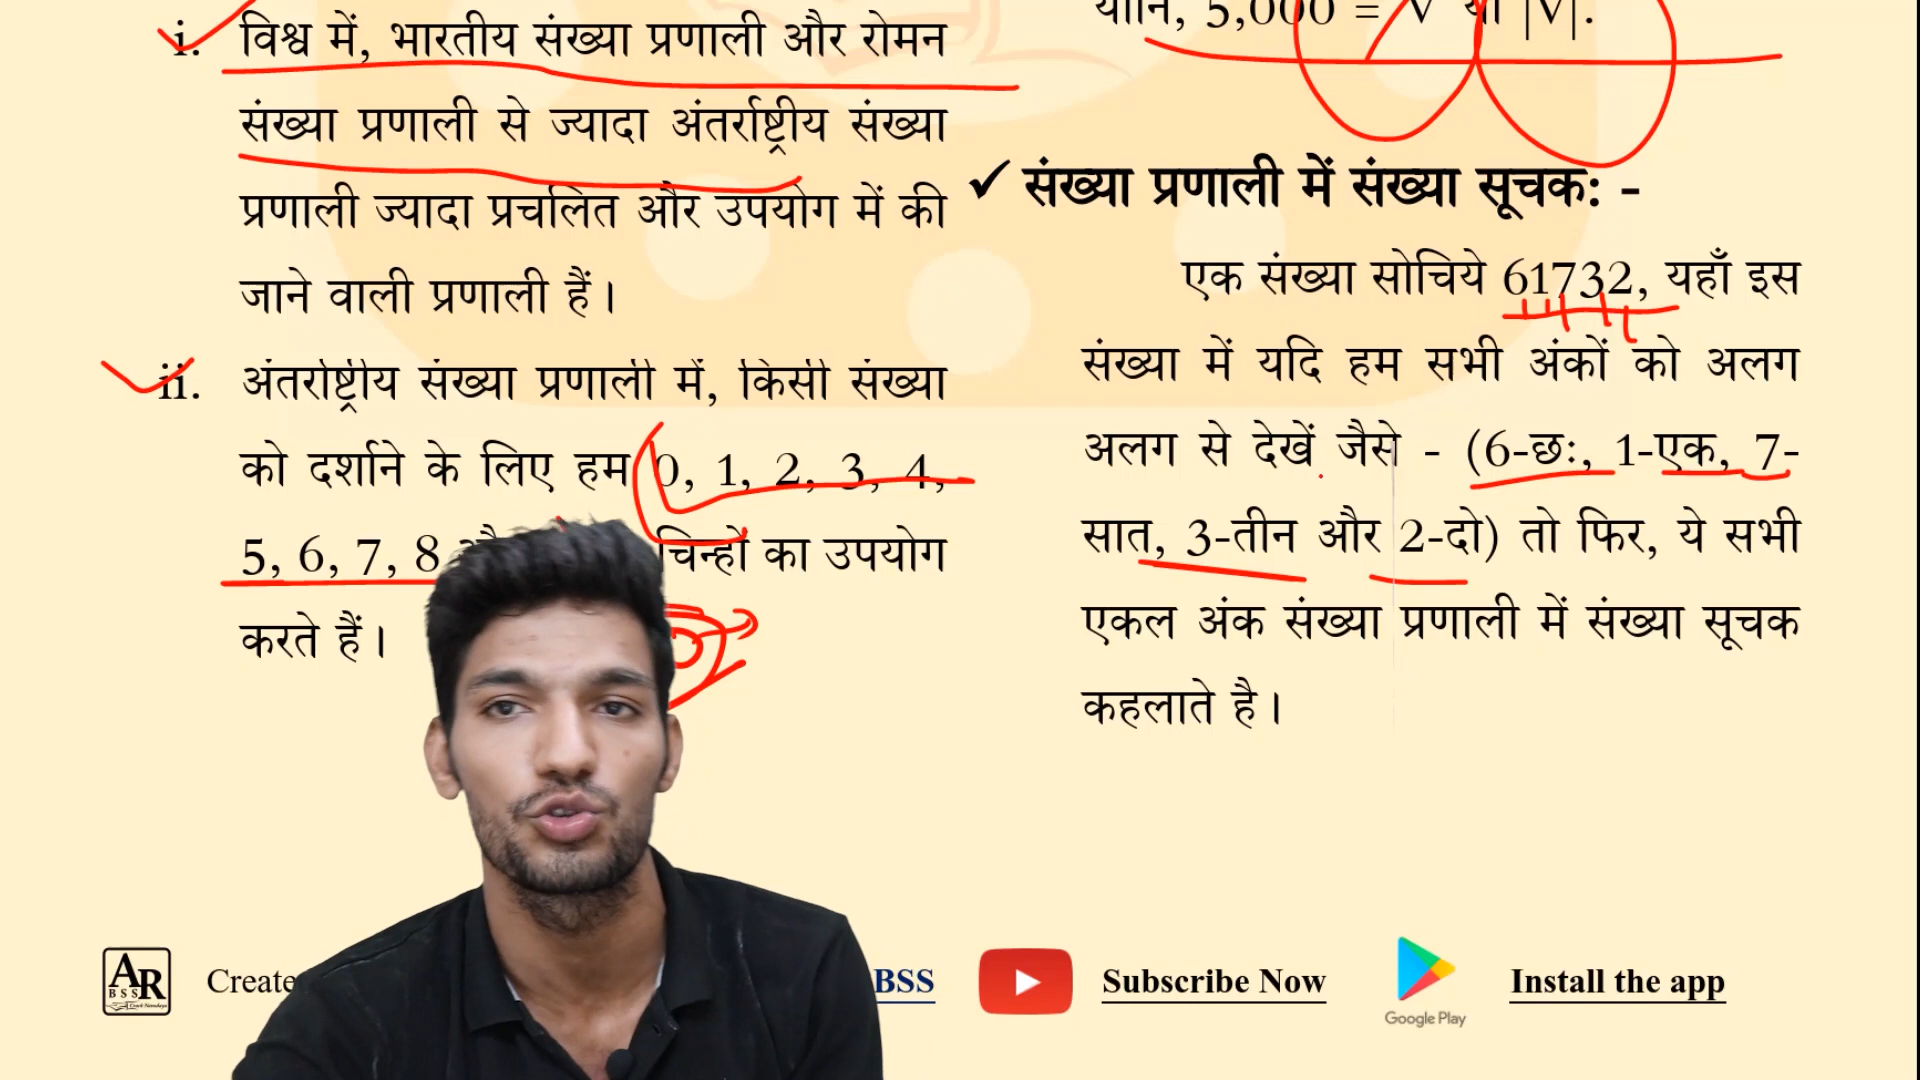 i. विश्व में, भारतीय संख्या प्रणाली और रोमन
संख्या प्रणाली से ज्यादा अंतर्राष्ट्रीय संख्या
प्रणाली ज्यादा प्रचलित और उपयोग में की
जाने वाली प्रणाली हैं।
ii. अंतर्राष्ट्रीय संख्या प्रणाली में, किसी संख्या
को दर्शाने के लिए हम 0, 1, 2, 3, 4,
5, 6, 7, 8 चिन्हों का उपयोग
करते हैं।
यानि, 5,000 = V या |V|.
✓ संख्या प्रणाली में संख्या सूचक: -
एक संख्या सोचिये 61732, यहाँ इस
संख्या में यदि हम सभी अंकों को अलग
अलग से देखें जैसे - (6-छः, 1-एक, 7-
सात, 3-तीन और 2-दो) तो फिर, ये सभी
एकल अंक संख्या प्रणाली में संख्या सूचक
कहलाते है।
AR
BSS
Create
BSS
Subscribe Now
Google Play
Install the app